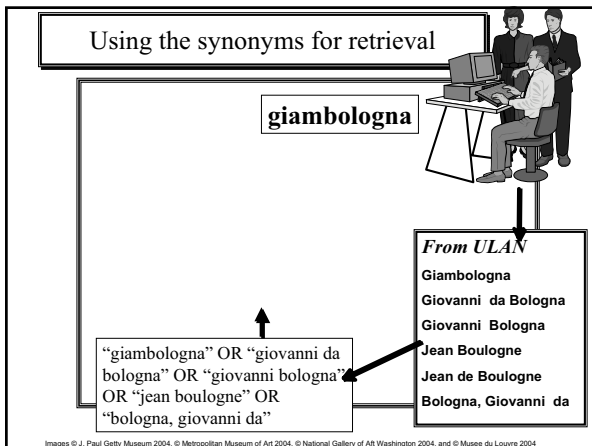 Using the synonyms for retrieval
giambologna
From ULAN
Giambologna
Giovanni da Bologna
Giovanni Bologna
Jean Boulogne
Jean de Boulogne
Bologna, Giovanni da
“giambologna” OR “giovanni da
bologna” OR “giovanni bologna”
OR “jean boulogne” OR
“bologna, giovanni da”
Images © J. Paul Getty Museum 2004, © Metropolitan Museum of Art 2004, © National Gallery of Aft Washington 2004, and © Musee du Louvre 2004